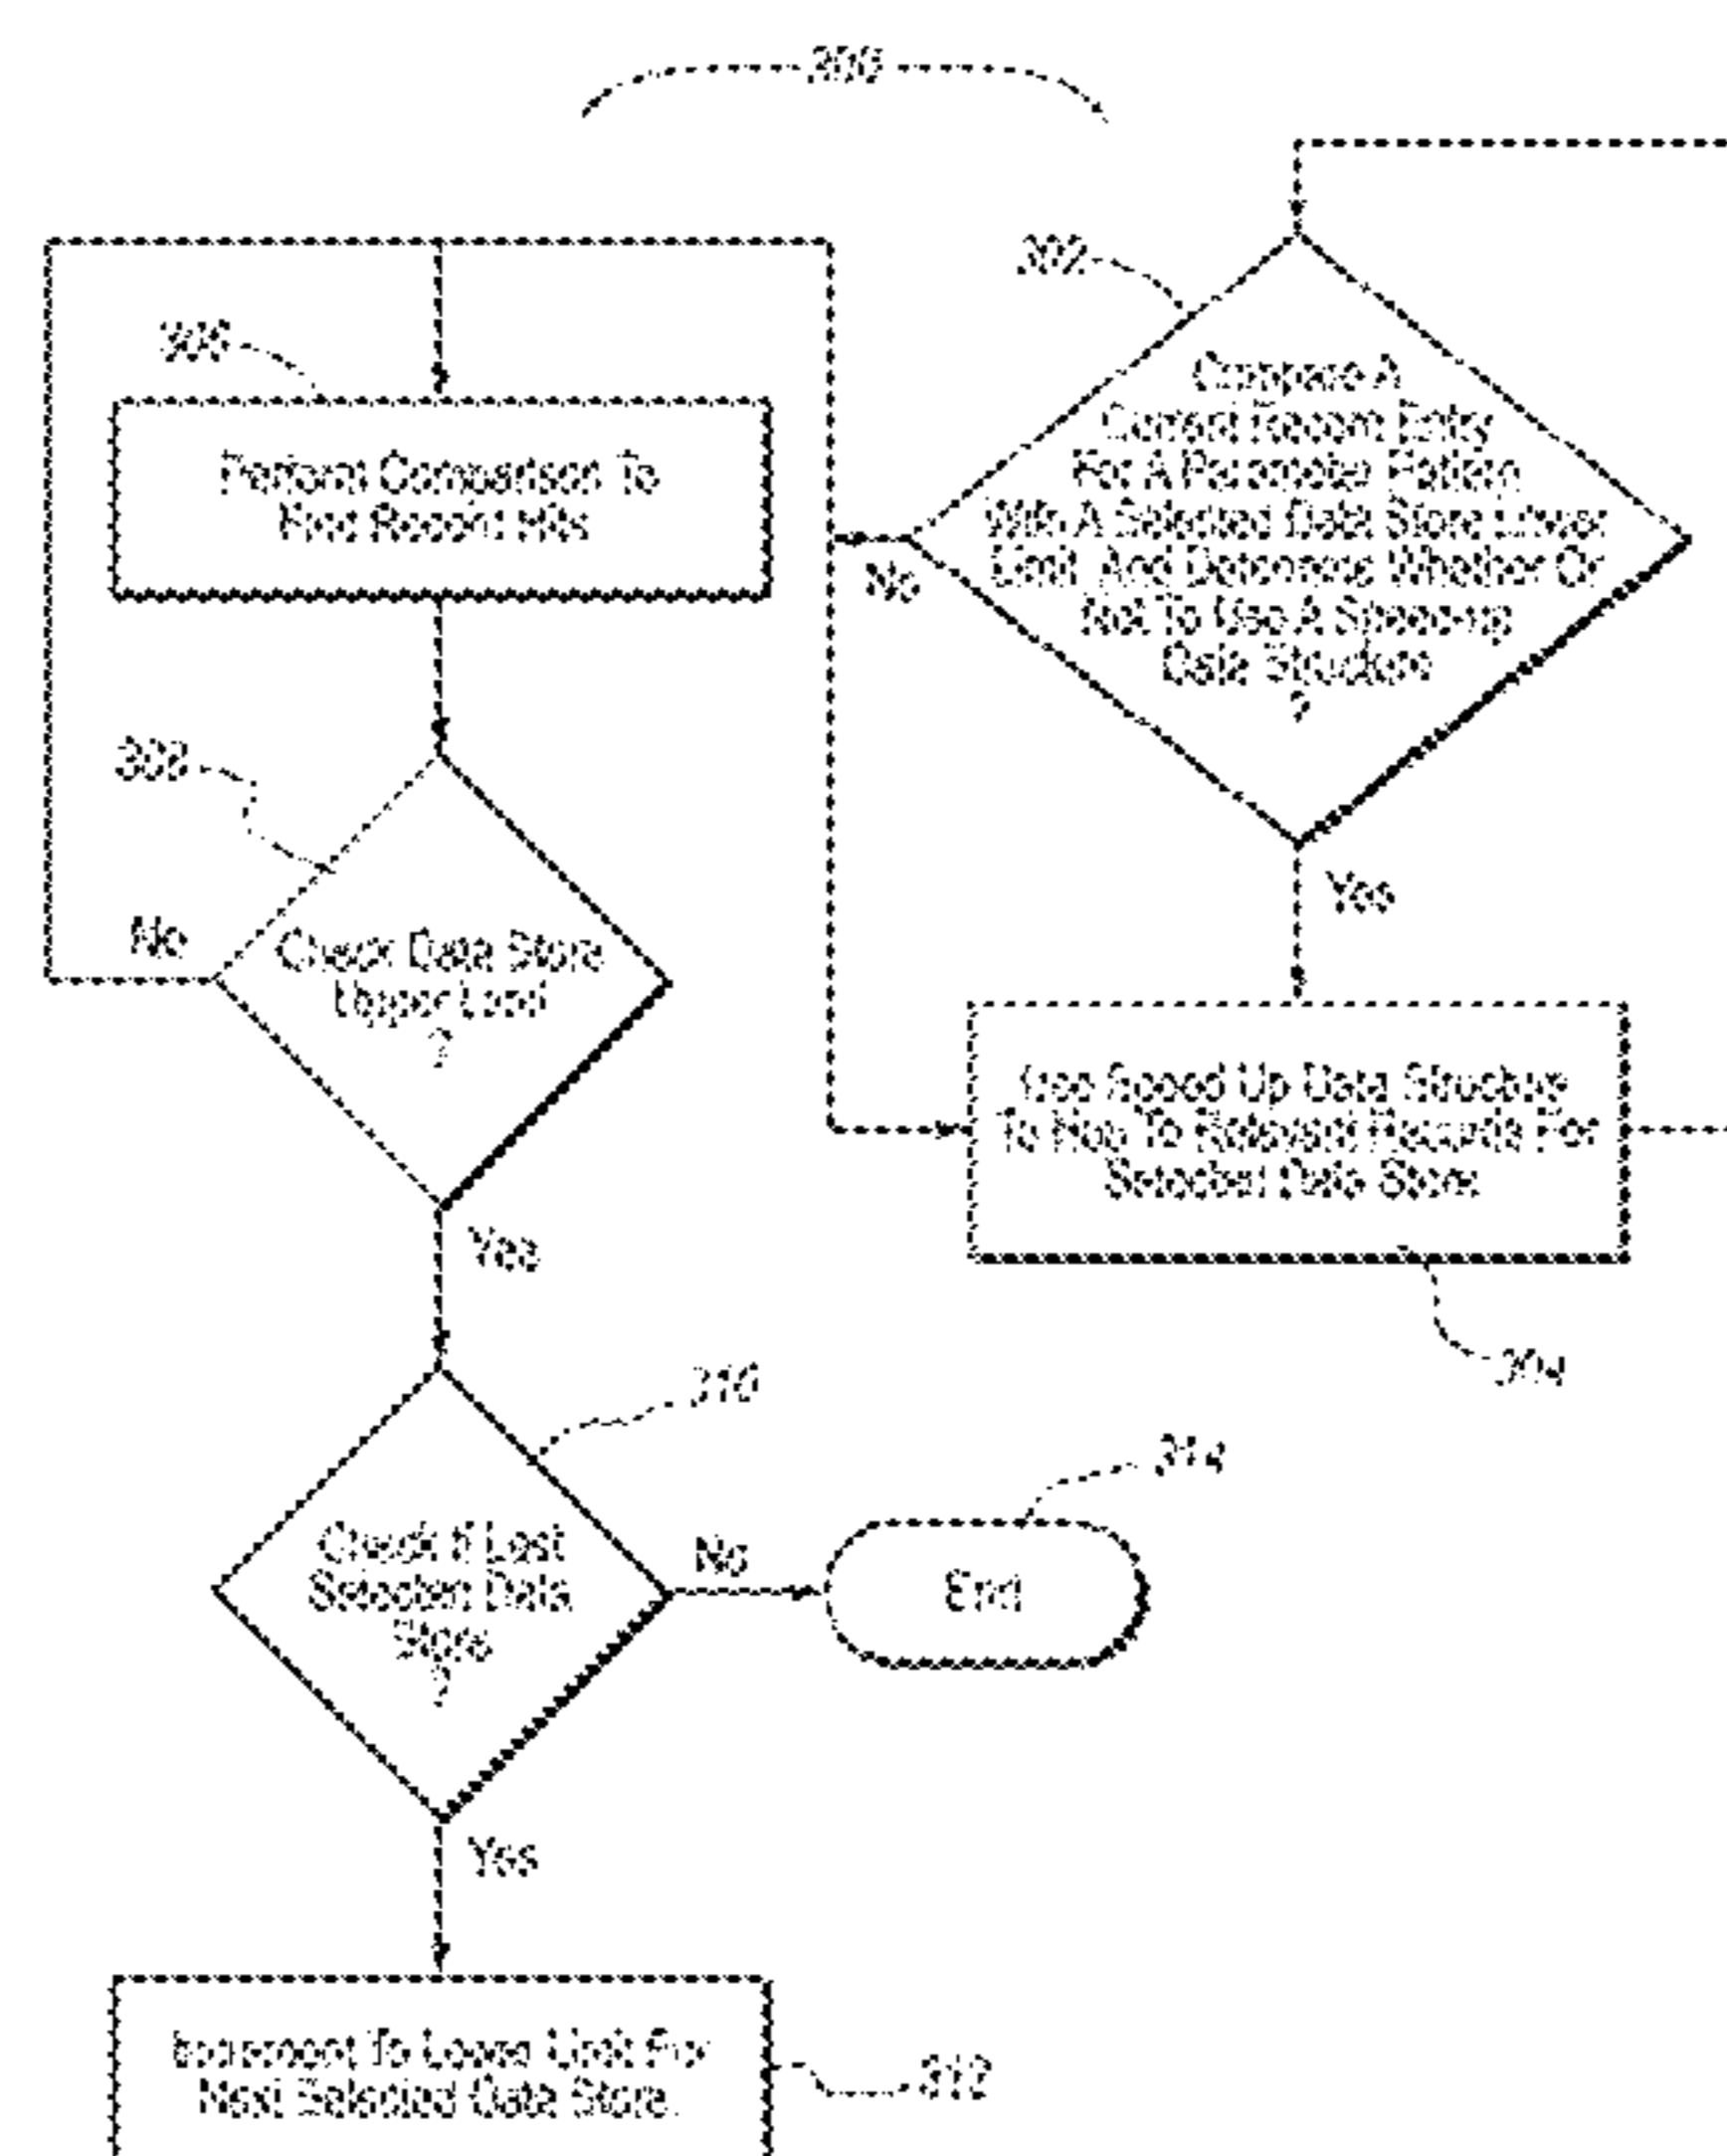 300
302
Compare A
Current Record Entry
For A Parameter Pattern
With A Selected Data Store Lower
Limit And Determine Whether Or
Not To Use A Speed-up
Data Structure
?
No
Yes
306
Perform Comparison To
Find Record Hits
308
No
Check Data Store
Upper Limit
?
Yes
Use Speed Up Data Structure
To Map To Relevant Records For
Selected Data Store
304
310
314
Check If Last
Selected Data
Store
?
No
End
Yes
Increment To Lower Limit For
Next Selected Data Store.
312